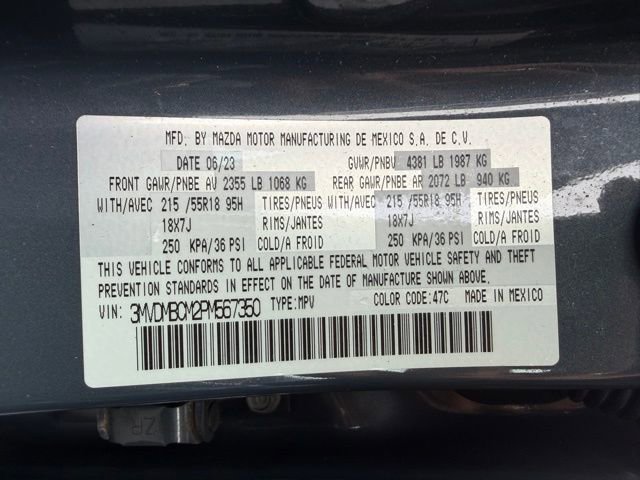 MFD. BY MAZDA MOTOR MANUFACTURING DE MEXICO S.A. DE C.V.
DATE 06/23 GVWR/PNBV 4381 LB 1987 KG
FRONT GAWR/PNBE AV 2355 LB 1068 KG REAR GAWR/PNBE AR 2072 LB 940 KG
WITH/AVEC 215 /55R18 95H TIRES/PNEUS WITH/AVEC 215 /55R18 95H TIRES/PNEUS
18X7J RIMS/JANTES 18X7J RIMS/JANTES
250 KPA/36 PSI COLD/A FROID 250 KPA/36 PSI COLD/A FROID
THIS VEHICLE CONFORMS TO ALL APPLICABLE FEDERAL MOTOR VEHICLE SAFETY AND THEFT
PREVENTION STANDARDS IN EFFECT ON THE DATE OF MANUFACTURE SHOWN ABOVE.
VIN: 3MVDMBCM2PM567350 TYPE:MPV COLOR CODE:47C MADE IN MEXICO
ZP